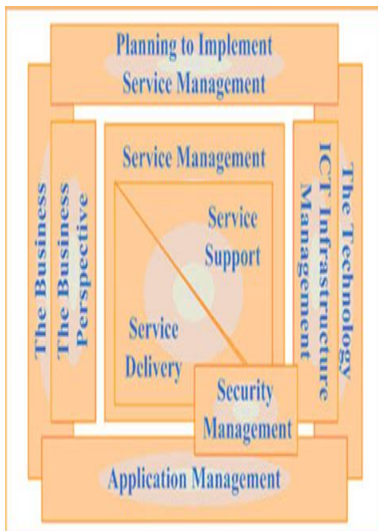 Planning to Implement
Service Management
The Business
The Business
Perspective
Service Management
Service
Support
Service
Delivery
Security
Management
ICT Infrastructure
Management
The Technology
Application Management